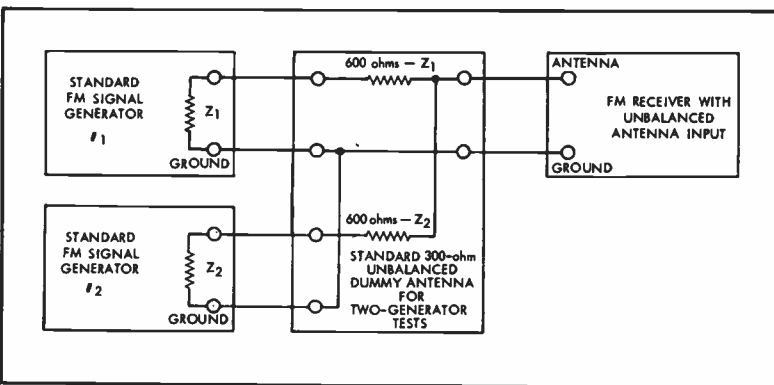 STANDARD
FM SIGNAL
GENERATOR
#1
Z1
GROUND
600 ohms – Z1
ANTENNA
FM RECEIVER WITH
UNBALANCED
ANTENNA INPUT
GROUND
STANDARD
FM SIGNAL
GENERATOR
#2
Z2
GROUND
600 ohms – Z2
STANDARD 300-ohm
UNBALANCED
DUMMY ANTENNA
FOR
TWO-GENERATOR
TESTS